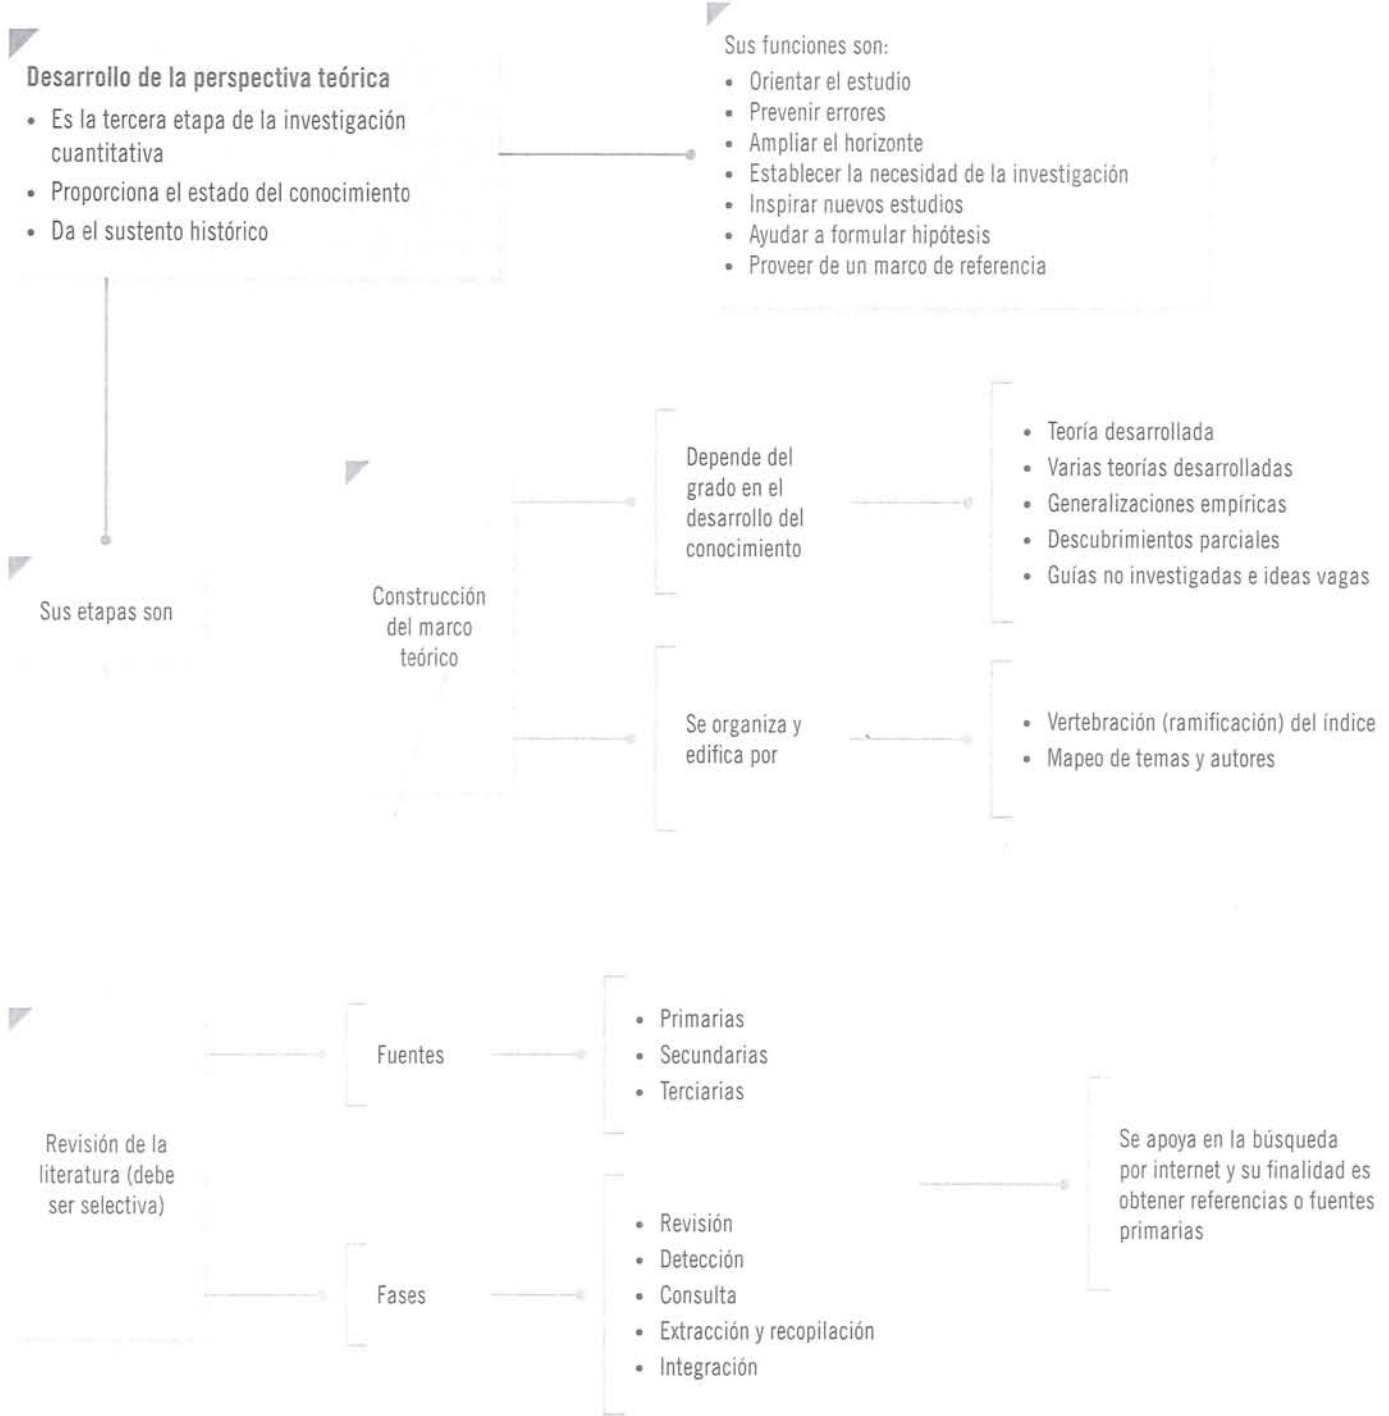 Desarrollo de la perspectiva teórica
• Es la tercera etapa de la investigación
cuantitativa
• Proporciona el estado del conocimiento
• Da el sustento histórico
Sus funciones son:
• Orientar el estudio
• Prevenir errores
• Ampliar el horizonte
• Establecer la necesidad de la investigación
• Inspirar nuevos estudios
• Ayudar a formular hipótesis
• Proveer de un marco de referencia
Sus etapas son
Construcción
del marco
teórico
Depende del
grado en el
desarrollo del
conocimiento
• Teoría desarrollada
• Varias teorías desarrolladas
• Generalizaciones empíricas
• Descubrimientos parciales
• Guías no investigadas e ideas vagas
Se organiza y
edifica por
• Vertebración (ramificación) del índice
• Mapeo de temas y autores
Revisión de la
literatura (debe
ser selectiva)
Fuentes
• Primarias
• Secundarias
• Terciarias
Fases
• Revisión
• Detección
• Consulta
• Extracción y recopilación
• Integración
Se apoya en la búsqueda
por internet y su finalidad es
obtener referencias o fuentes
primarias